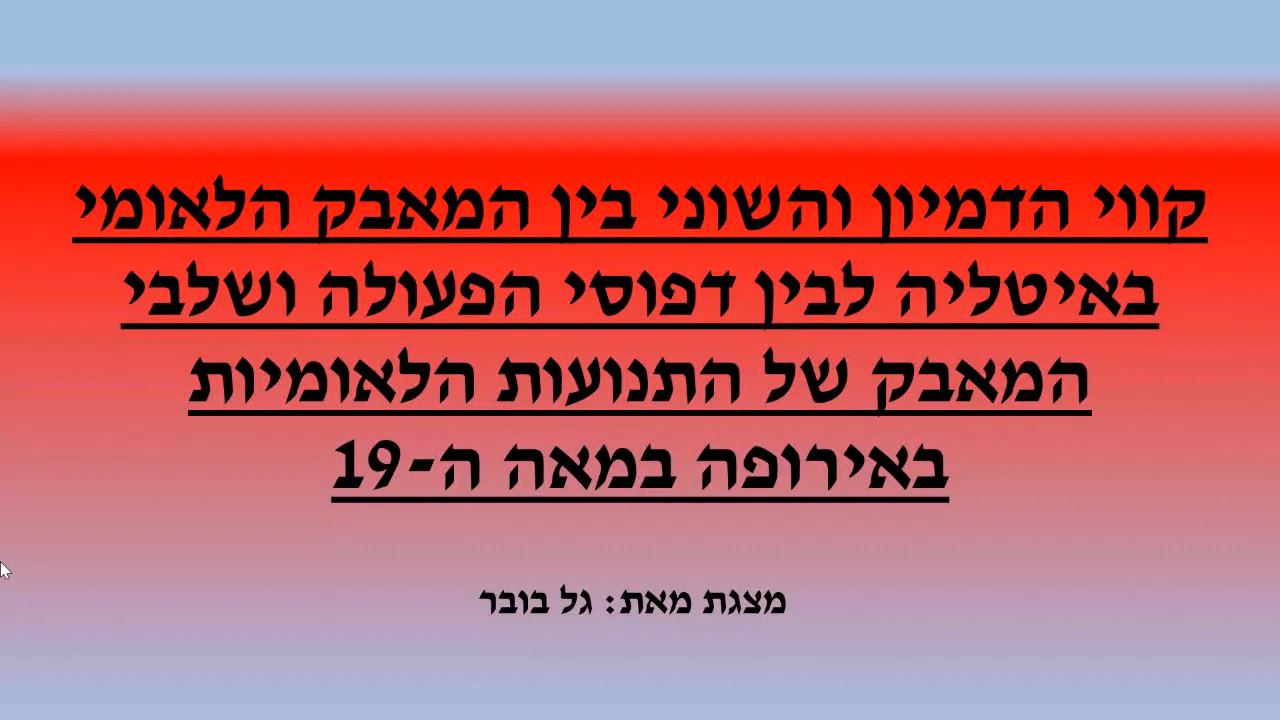 קווי הדמיון והשוני בין המאבק הלאומי
באיטליה לבין דפוסי הפעולה ושלבי
המאבק של התנועות הלאומיות
באירופה במאה ה-19
מצגת מאת: גל בובר